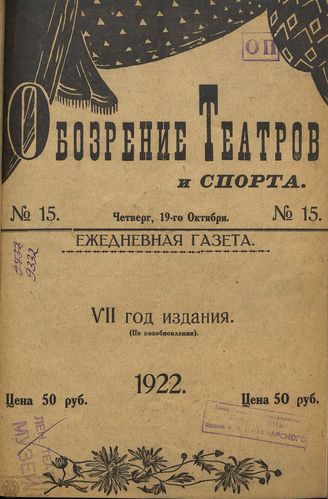 ОП
Обозрение Театров
и СПОРТА.
№ 15. Четверг, 19-го Октября. № 15.
ЕЖЕДНЕВНАЯ ГАЗЕТА.
VII год издания.
(По возобновлении).
1922.
Цена 50 руб. Цена 50 руб.
МУЗЕЙ